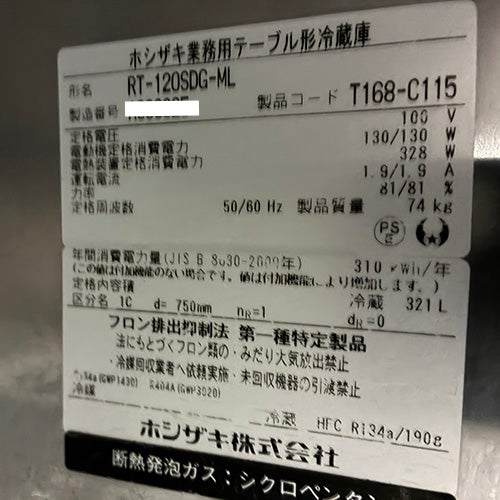 ホシザキ業務用テーブル形冷蔵庫
形名 RT-120SDG-ML
製造番号 製品コード T168-C115
定格電圧 100 V
電動機定格消費電力 130/130 W
電熱装置定格消費電力 328 W
運転電流 1.9/1.9 A
力率 81/81 %
定格周波数 50/60 Hz 製品質量 74 kg
PS
E
年間消費電力量(JIS B 8630-2009年) 310 kWh/年
(この値は付加機能のない場合です。値は付加機能により増加します。)
定格内容積 冷蔵 321 L
区分名 1C d= 750mm nR=1 dR=0
フロン排出抑制法 第一種特定製品
・法にもとづくフロン類の・みだり大気放出禁止
・冷媒回収業者へ依頼実施・未回収機器の引渡禁止
R134a(GWP1430) R404A(GWP3920)
冷媒 冷蔵 HFC R134a/190g
ホシザキ株式会社
断熱発泡ガス：シクロペンタン